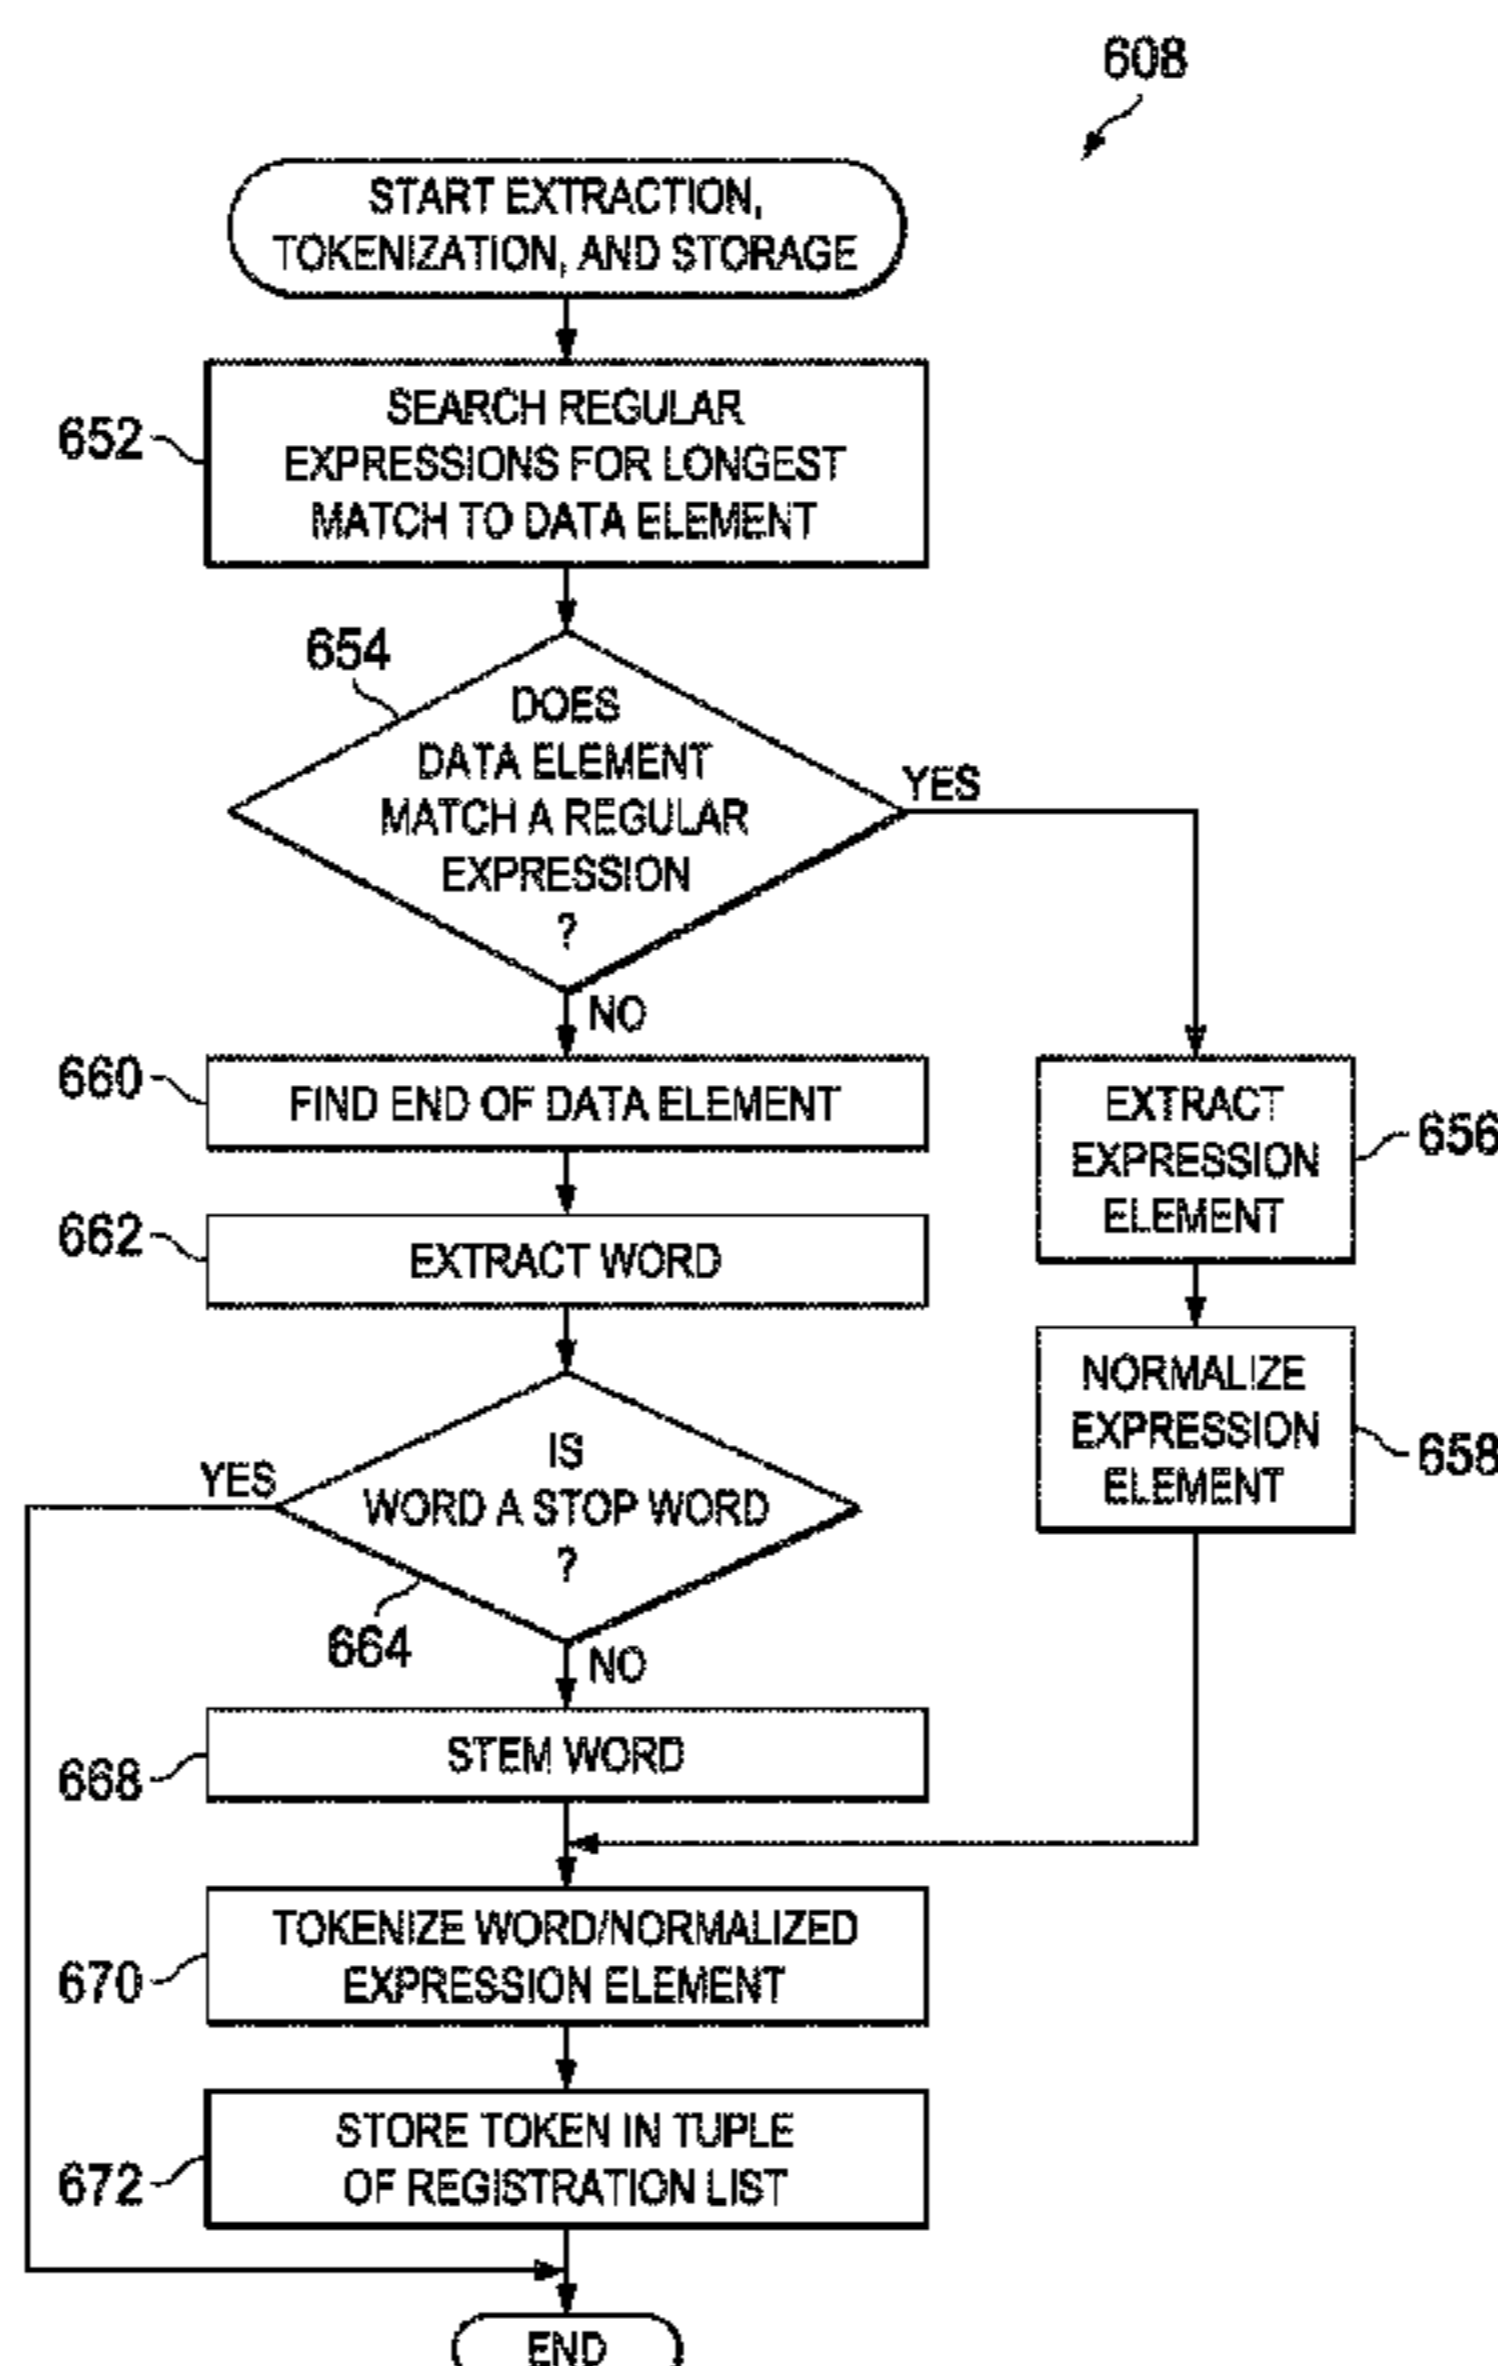 608
START EXTRACTION,
TOKENIZATION, AND STORAGE
652
SEARCH REGULAR
EXPRESSIONS FOR LONGEST
MATCH TO DATA ELEMENT
654
DOES
DATA ELEMENT
MATCH A REGULAR
EXPRESSION
?
YES
NO
660
FIND END OF DATA ELEMENT
EXTRACT
EXPRESSION
ELEMENT
656
662
EXTRACT WORD
NORMALIZE
EXPRESSION
ELEMENT
658
YES
IS
WORD A STOP WORD
?
664
NO
668
STEM WORD
670
TOKENIZE WORD/NORMALIZED
EXPRESSION ELEMENT
672
STORE TOKEN IN TUPLE
OF REGISTRATION LIST
END